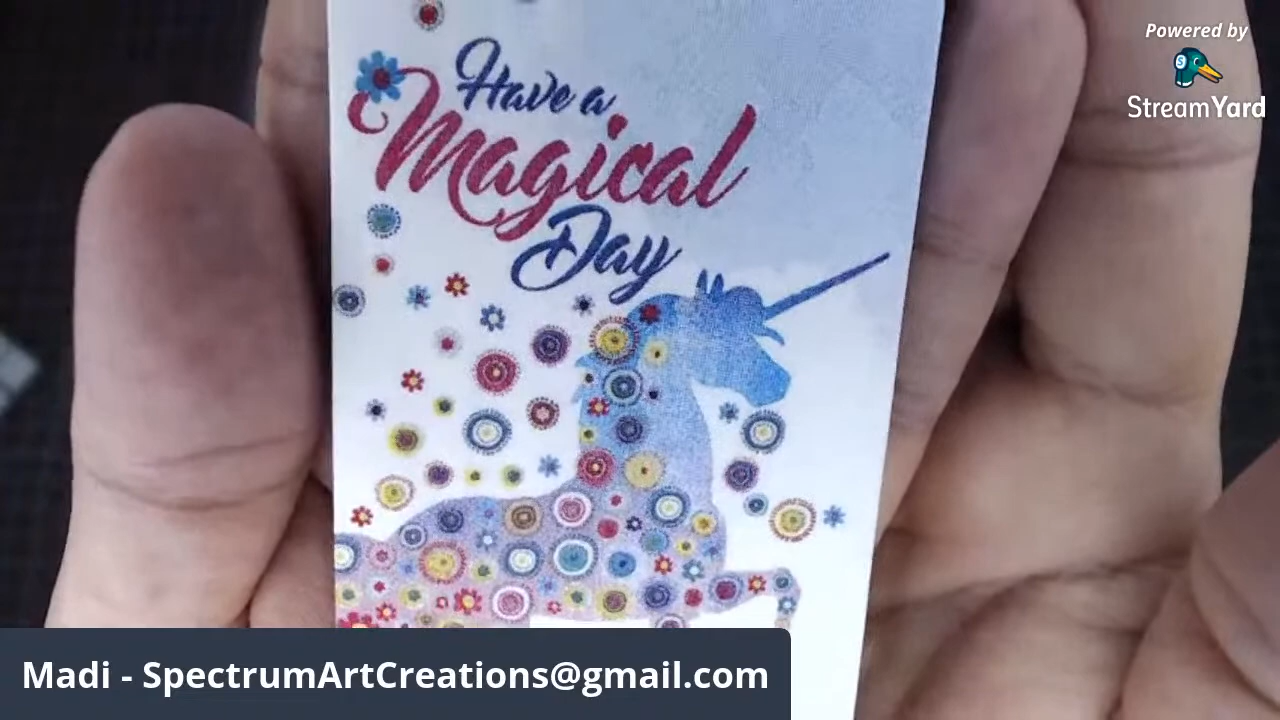 Powered by
StreamYard
Have a
Magical
Day
Madi - SpectrumArtCreations@gmail.com